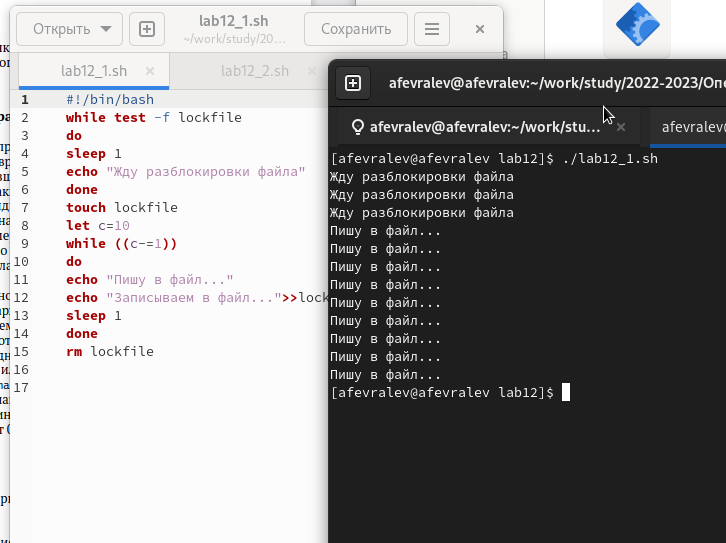 Открыть
lab12_1.sh
~/work/study/20...
Сохранить
lab12_1.sh
lab12_2.sh
1 #!/bin/bash
2 while test -f lockfile
3 do
4 sleep 1
5 echo "Жду разблокировки файла"
6 done
7 touch lockfile
8 let c=10
9 while ((c-=1))
10 do
11 echo "Пишу в файл..."
12 echo "Записываем в файл...">>lock
13 sleep 1
14 done
15 rm lockfile
16
17
afevralev@afevralev:~/work/study/2022-2023/Опе
afevralev@afevralev:~/work/stu...
afevralev@
[afevralev@afevralev lab12]$ ./lab12_1.sh
Жду разблокировки файла
Жду разблокировки файла
Жду разблокировки файла
Пишу в файл...
Пишу в файл...
Пишу в файл...
Пишу в файл...
Пишу в файл...
Пишу в файл...
Пишу в файл...
Пишу в файл...
Пишу в файл...
[afevralev@afevralev lab12]$